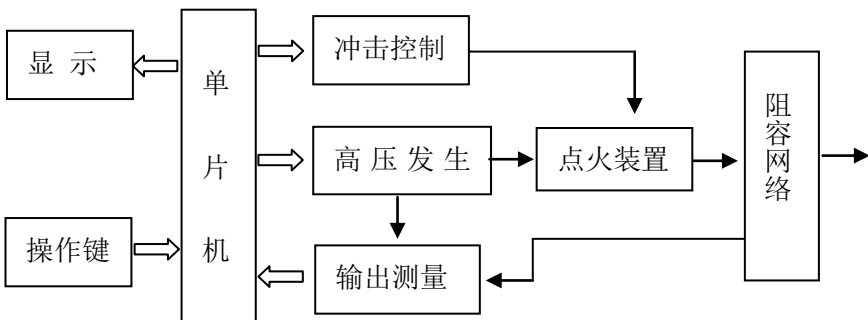 显 示
操作键
单
片
机
冲击控制
高 压 发 生
输出测量
点火装置
阻
容
网
络